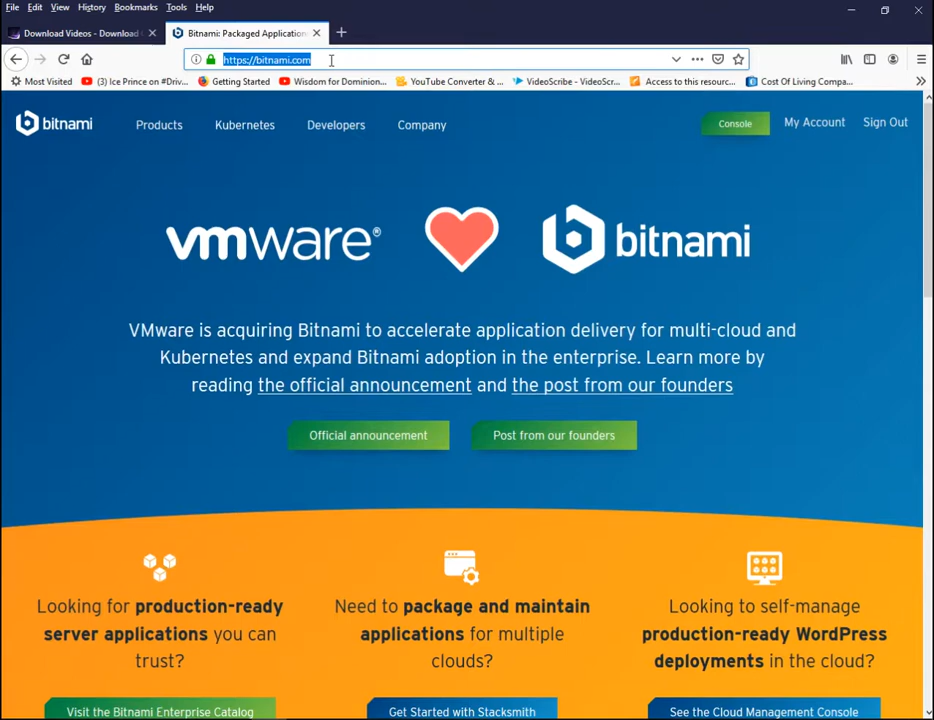 File Edit View History Bookmarks Tools Help
Download Videos - Download
Bitnami: Packaged Application
https://bitnami.com
Most Visited (3) Ice Prince on #Driv... Getting Started Wisdom for Dominion... YouTube Converter & ... VideoScribe - VideoScr... Access to this resourc... Cost Of Living Compa...
bitnami Products Kubernetes Developers Company Console My Account Sign Out
vmware® bitnami
VMware is acquiring Bitnami to accelerate application delivery for multi-cloud and
Kubernetes and expand Bitnami adoption in the enterprise. Learn more by
reading the official announcement and the post from our founders
Official announcement Post from our founders
Looking for production-ready
server applications you can
trust?
Visit the Bitnami Enterprise Catalog
Need to package and maintain
applications for multiple
clouds?
Get Started with Stacksmith
Looking to self-manage
production-ready WordPress
deployments in the cloud?
See the Cloud Management Console